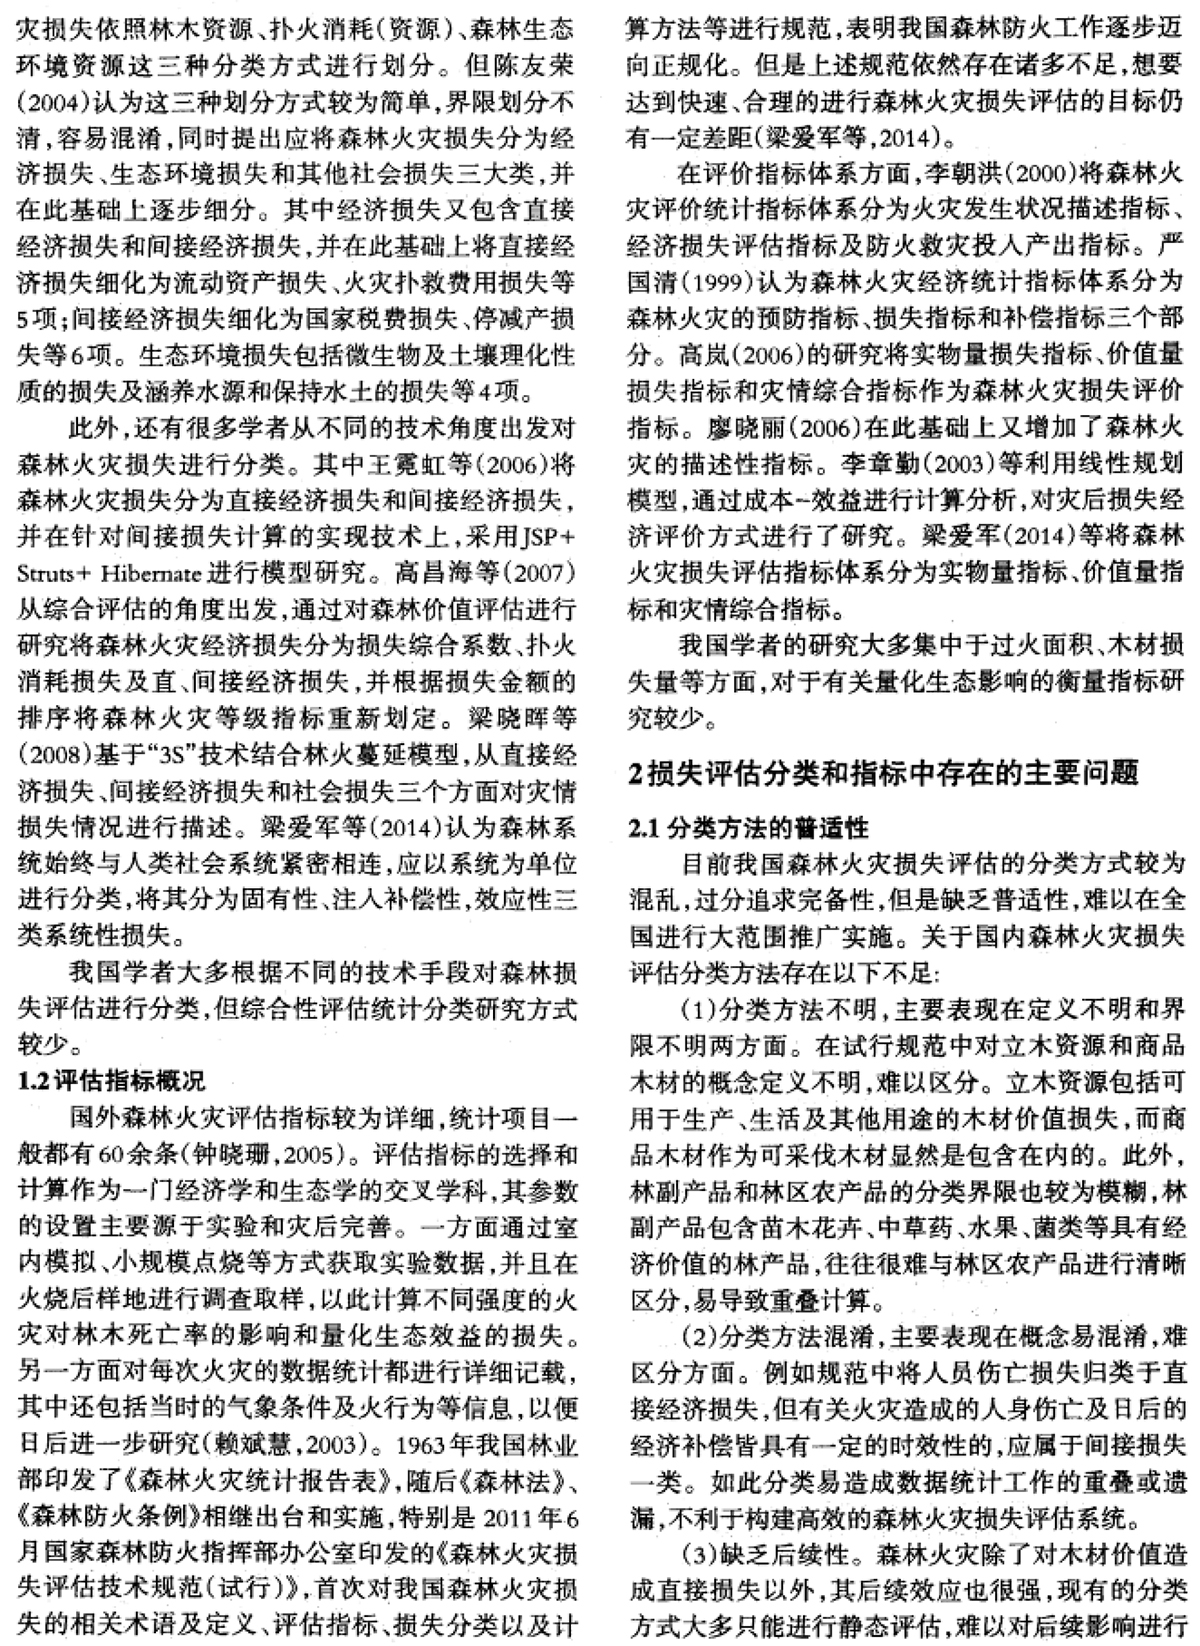 灾损失依照林木资源、扑火消耗(资源)、森林生态
环境资源这三种分类方式进行划分。但陈友荣
(2004)认为这三种划分方式较为简单,界限划分不
清,容易混淆,同时提出应将森林火灾损失分为经
济损失、生态环境损失和其他社会损失三大类,并
在此基础上逐步细分。其中经济损失又包含直接
经济损失和间接经济损失,并在此基础上将直接经
济损失细化为流动资产损失、火灾扑救费用损失等
5项;间接经济损失细化为国家税费损失、停减产损
失等6项。生态环境损失包括微生物及土壤理化性
质的损失及涵养水源和保持水土的损失等4项。
此外,还有很多学者从不同的技术角度出发对
森林火灾损失进行分类。其中王霓虹等(2006)将
森林火灾损失分为直接经济损失和间接经济损失,
并在针对间接损失计算的实现技术上,采用JSP+
Struts+ Hibernate进行模型研究。高昌海等(2007)
从综合评估的角度出发,通过对森林价值评估进行
研究将森林火灾经济损失分为损失综合系数、扑火
消耗损失及直、间接经济损失,并根据损失金额的
排序将森林火灾等级指标重新划定。梁晓晖等
(2008)基于“3S”技术结合林火蔓延模型,从直接经
济损失、间接经济损失和社会损失三个方面对灾情
损失情况进行描述。梁爱军等(2014)认为森林系
统始终与人类社会系统紧密相连,应以系统为单位
进行分类,将其分为固有性、注入补偿性,效应性三
类系统性损失。
我国学者大多根据不同的技术手段对森林损
失评估进行分类,但综合性评估统计分类研究方式
较少。
1.2评估指标概况
国外森林火灾评估指标较为详细,统计项目一
般都有60余条(钟晓珊,2005)。评估指标的选择和
计算作为一门经济学和生态学的交叉学科,其参数
的设置主要源于实验和灾后完善。一方面通过室
内模拟、小规模点烧等方式获取实验数据,并且在
火烧后样地进行调查取样,以此计算不同强度的火
灾对林木死亡率的影响和量化生态效益的损失。
另一方面对每次火灾的数据统计都进行详细记载,
其中还包括当时的气象条件及火行为等信息,以便
日后进一步研究(赖斌慧,2003)。1963年我国林业
部印发了《森林火灾统计报告表》,随后《森林法》、
《森林防火条例》相继出台和实施,特别是2011年6
月国家森林防火指挥部办公室印发的《森林火灾损
失评估技术规范(试行)》,首次对我国森林火灾损
失的相关术语及定义、评估指标、损失分类以及计
算方法等进行规范,表明我国森林防火工作逐步迈
向正规化。但是上述规范依然存在诸多不足,想要
达到快速、合理的进行森林火灾损失评估的目标仍
有一定差距(梁爱军等,2014)。
在评价指标体系方面,李朝洪(2000)将森林火
灾评价统计指标体系分为火灾发生状况描述指标、
经济损失评估指标及防火救灾投入产出指标。严
国清(1999)认为森林火灾经济统计指标体系分为
森林火灾的预防指标、损失指标和补偿指标三个部
分。高岚(2006)的研究将实物量损失指标、价值量
损失指标和灾情综合指标作为森林火灾损失评价
指标。廖晓丽(2006)在此基础上又增加了森林火
灾的描述性指标。李章勤(2003)等利用线性规划
模型,通过成本-效益进行计算分析,对灾后损失经
济评价方式进行了研究。梁爱军(2014)等将森林
火灾损失评估指标体系分为实物量指标、价值量指
标和灾情综合指标。
我国学者的研究大多集中于过火面积、木材损
失量等方面,对于有关量化生态影响的衡量指标研
究较少。
2损失评估分类和指标中存在的主要问题
2.1分类方法的普适性
目前我国森林火灾损失评估的分类方式较为
混乱,过分追求完备性,但是缺乏普适性,难以在全
国进行大范围推广实施。关于国内森林火灾损失
评估分类方法存在以下不足:
(1)分类方法不明,主要表现在定义不明和界
限不明两方面。在试行规范中对立木资源和商品
木材的概念定义不明,难以区分。立木资源包括可
用于生产、生活及其他用途的木材价值损失,而商
品木材作为可采伐木材显然是包含在内的。此外,
林副产品和林区农产品的分类界限也较为模糊,林
副产品包含苗木花卉、中草药、水果、菌类等具有经
济价值的林产品,往往很难与林区农产品进行清晰
区分,易导致重叠计算。
(2)分类方法混淆,主要表现在概念易混淆,难
区分方面。例如规范中将人员伤亡损失归类于直
接经济损失,但有关火灾造成的人身伤亡及日后的
经济补偿皆具有一定的时效性的,应属于间接损失
一类。如此分类易造成数据统计工作的重叠或遗
漏,不利于构建高效的森林火灾损失评估系统。
(3)缺乏后续性。森林火灾除了对木材价值造
成直接损失以外,其后续效应也很强,现有的分类
方式大多只能进行静态评估,难以对后续影响进行